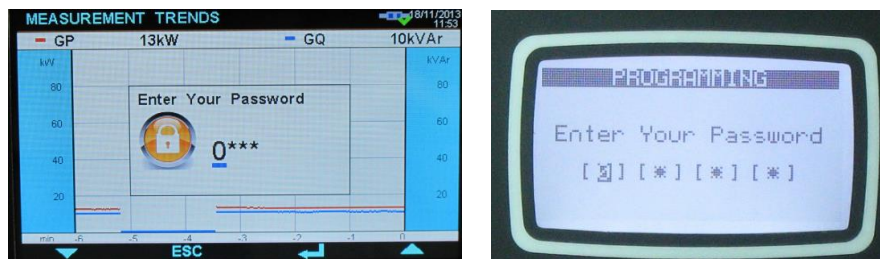 MEASUREMENT TRENDS
18/11/2013
11:53
GP 13kW GQ 10kVAr
kW kVAr
80 80
Enter Your Password
60 60
0***
40 40
20 20
min -6 -5 -4 -3 -2 -1 0
ESC
PROGRAMMING
Enter Your Password
[0] [*] [*] [*]